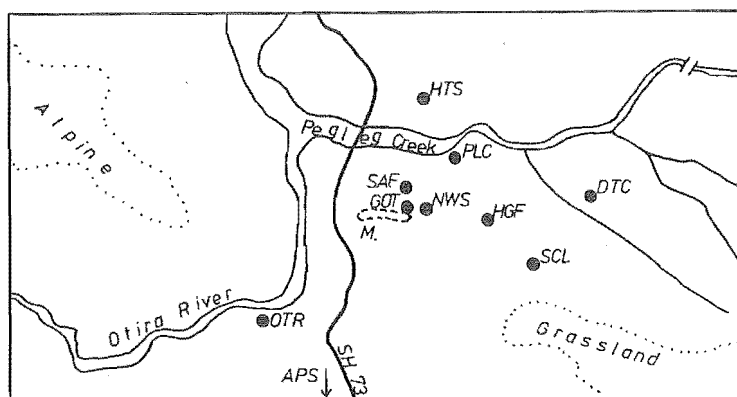 Alpine
HTS
Pegleg Creek
PLC
SAF
GOT
NWS
DTC
HGF
M.
SCL
Otira River
OTR
Grassland
APS
SH 73